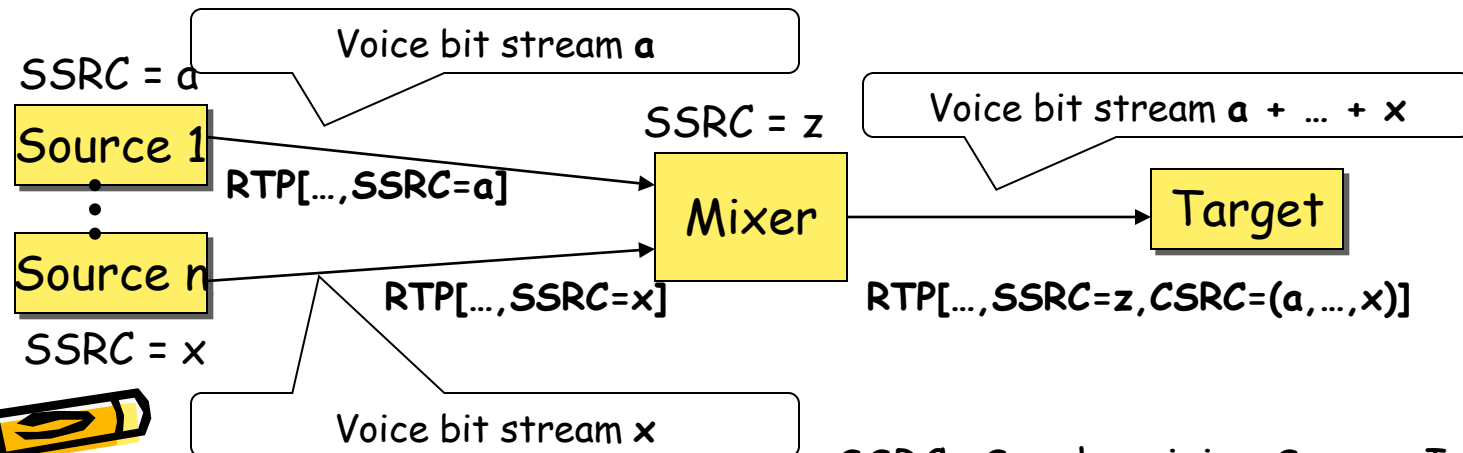 Voice bit stream a
SSRC = a
Source 1
RTP[…,SSRC=a]
SSRC = z
Mixer
Voice bit stream a + … + x
Target
Source n
RTP[…,SSRC=x]
RTP[…,SSRC=z,CSRC=(a,…,x)]
SSRC = x
Voice bit stream x